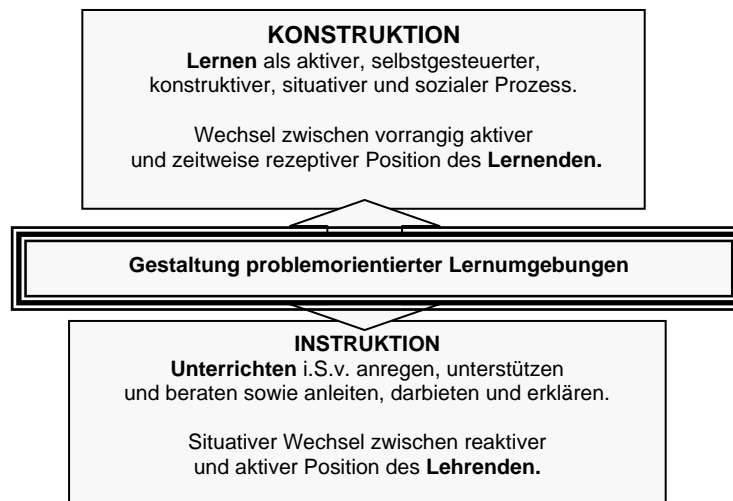 KONSTRUKTION
Lernen als aktiver, selbstgesteuerter,
konstruktiver, situativer und sozialer Prozess.
Wechsel zwischen vorrangig aktiver
und zeitweise rezeptiver Position des Lernenden.
Gestaltung problemorientierter Lernumgebungen
INSTRUKTION
Unterrichten i.S.v. anregen, unterstützen
und beraten sowie anleiten, darbieten und erklären.
Situativer Wechsel zwischen reaktiver
und aktiver Position des Lehrenden.